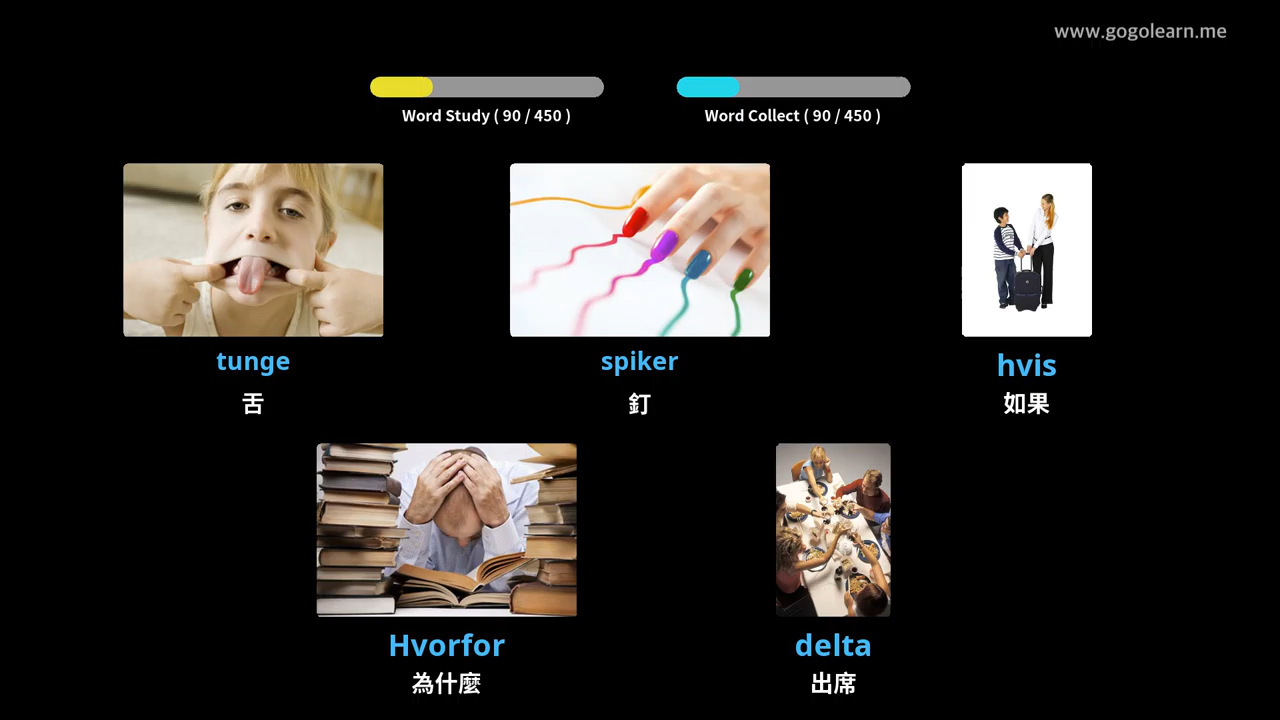 www.gogolearn.me
Word Study ( 90 / 450 )
Word Collect ( 90 / 450 )
tunge
舌
spiker
釘
hvis
如果
Hvorfor
為什麼
delta
出席